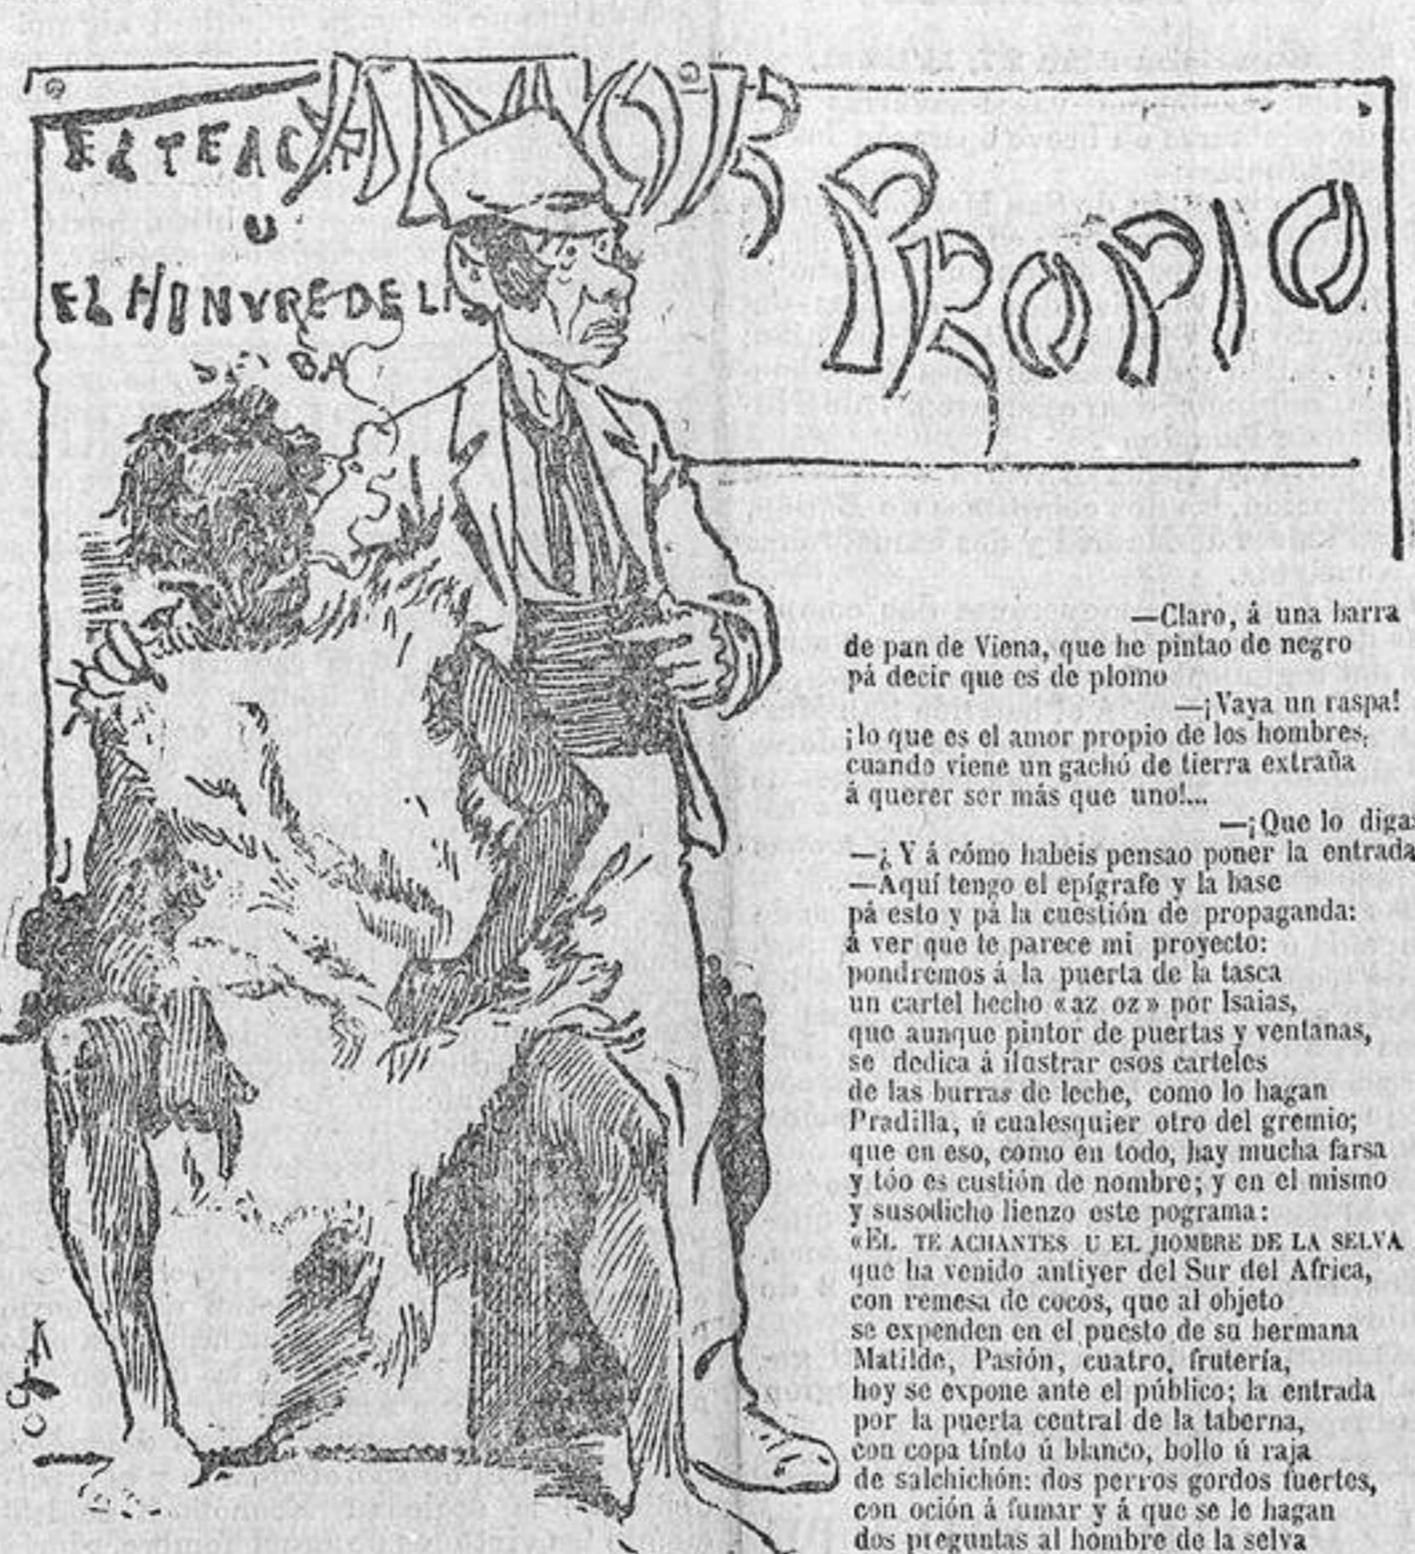 AMOR
PROPIO
EL TEAC
U
EL HINVRE DE LA
—Claro, á una barra
de pan de Viena, que he pintao de negro
pá decir que es de plomo
—¡Vaya un raspa!
¡lo que es el amor propio de los hombres,
cuando viene un gachó de tierra extraña
á querer ser más que uno!...
—¡Que lo digas
—¿Y á cómo habeis pensao poner la entrada
—Aquí tengo el epígrafe y la base
pá esto y pá la cuestión de propaganda:
á ver que te parece mi proyecto:
pondremos á la puerta de la tasca
un cartel hecho «az oz» por Isaias,
que aunque pintor de puertas y ventanas,
se dedica á ilustrar esos carteles
de las burras de leche, como lo hagan
Pradilla, ú cualesquier otro del gremio;
que en eso, como en todo, hay mucha farsa
y tóo es custión de nombre; y en el mismo
y susodicho lienzo este pograma:
«EL TE ACHANTES U EL HOMBRE DE LA SELVA
que ha venido antiyer del Sur del Africa,
con remesa de cocos, que al objeto
se expenden en el puesto de su hermana
Matilde, Pasión, cuatro, frutería,
hoy se expone ante el público; la entrada
por la puerta central de la taberna,
con copa tinto ú blanco, bollo ú raja
de salchichón: dos perros gordos fuertes,
con oción á fumar y á que se le hagan
dos preguntas al hombre de la selva